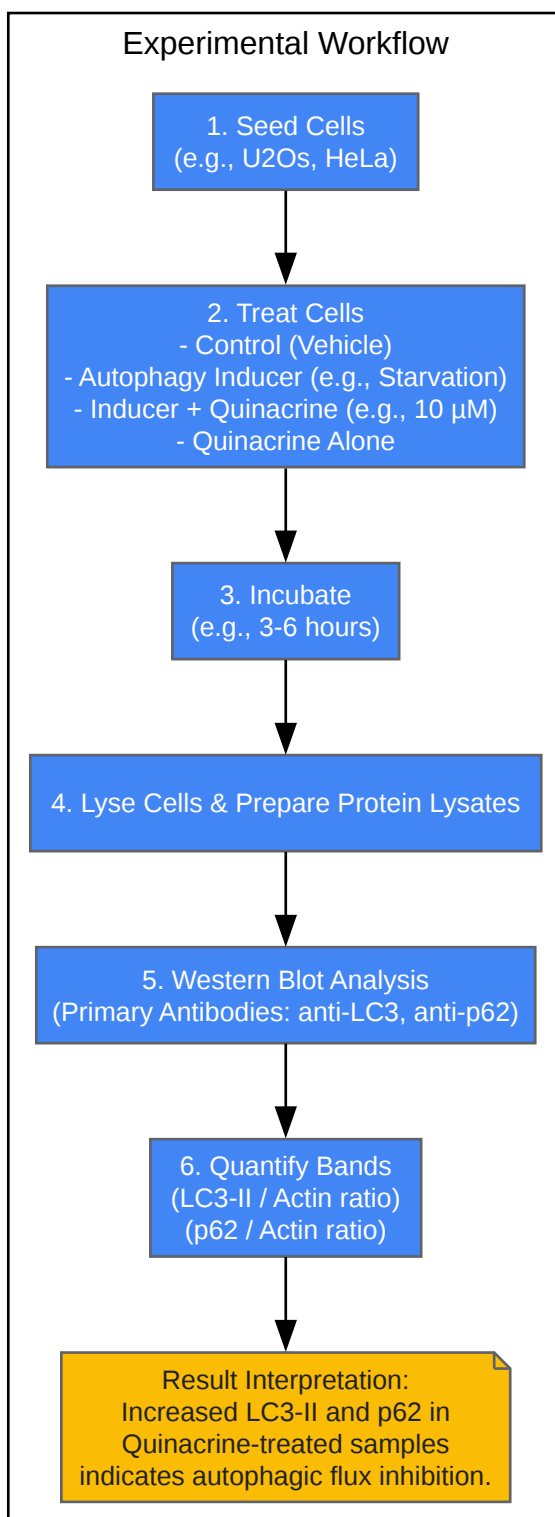 Experimental Workflow
1. Seed Cells
(e.g., U2Os, HeLa)
2. Treat Cells
- Control (Vehicle)
- Autophagy Inducer (e.g., Starvation)
- Inducer + Quinacrine (e.g., 10 µM)
- Quinacrine Alone
3. Incubate
(e.g., 3-6 hours)
4. Lyse Cells & Prepare Protein Lysates
5. Western Blot Analysis
(Primary Antibodies: anti-LC3, anti-p62)
6. Quantify Bands
(LC3-II / Actin ratio)
(p62 / Actin ratio)
Result Interpretation:
Increased LC3-II and p62 in
Quinacrine-treated samples
indicates autophagic flux inhibition.